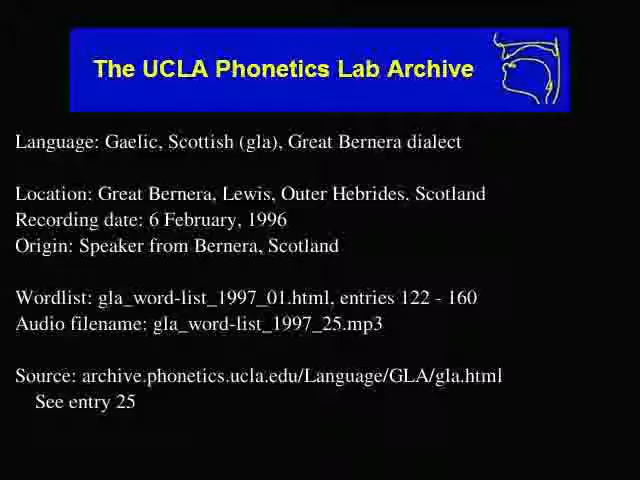 The UCLA Phonetics Lab Archive
Language: Gaelic, Scottish (gla), Great Bernera dialect
Location: Great Bernera, Lewis, Outer Hebrides. Scotland
Recording date: 6 February, 1996
Origin: Speaker from Bernera, Scotland
Wordlist: gla_word-list_1997_01.html, entries 122 - 160
Audio filename: gla_word-list_1997_25.mp3
Source: archive.phonetics.ucla.edu/Language/GLA/gla.html
See entry 25